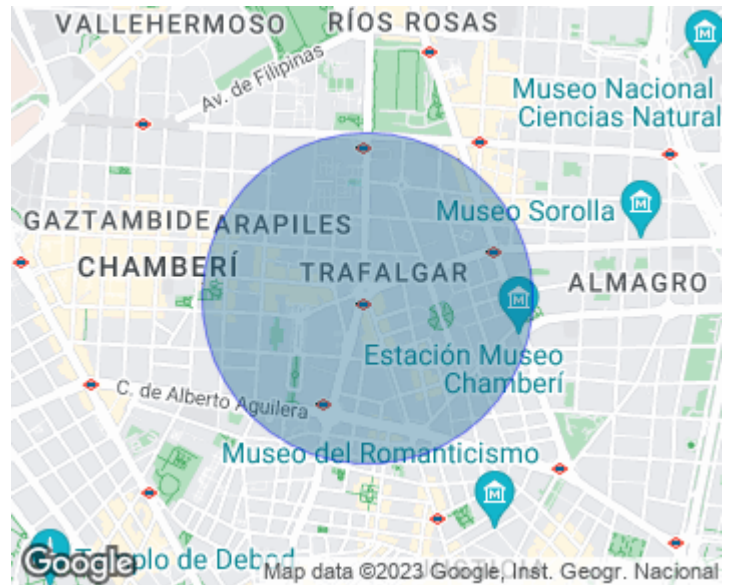 VALLEHERMOSO
RÍOS ROSAS
Av. de Filipinas
Museo Nacional
Ciencias Natural
Museo Sorolla
GAZTAMBIDE
ARAPILES
CHAMBERÍ
TRAFALGAR
ALMAGRO
Estación Museo
Chamberí
C. de Alberto Aguilera
Museo del Romanticismo
Templo de Debod
Google
Map data ©2023 Google, Inst. Geogr. Nacional